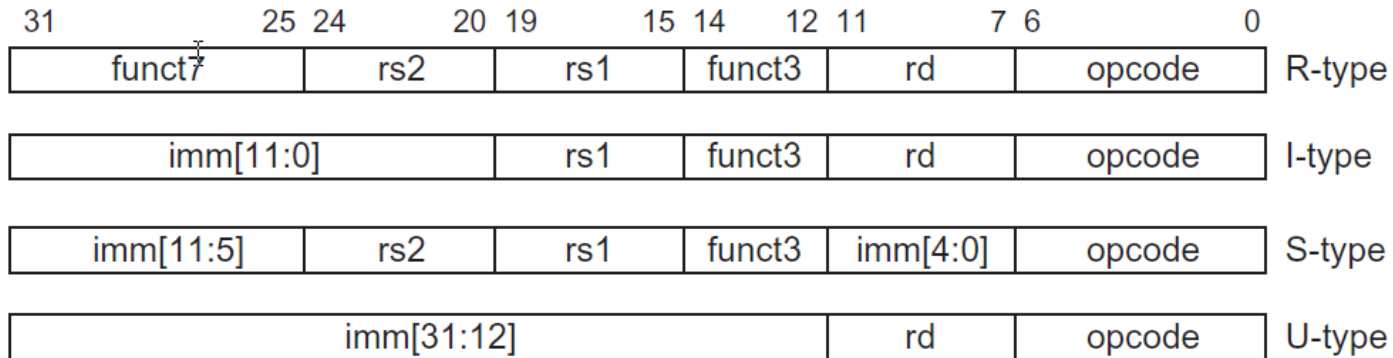 31 25 24 20 19 15 14 12 11 7 6 0
funct7 rs2 rs1 funct3 rd opcode R-type
imm[11:0] rs1 funct3 rd opcode I-type
imm[11:5] rs2 rs1 funct3 imm[4:0] opcode S-type
imm[31:12] rd opcode U-type